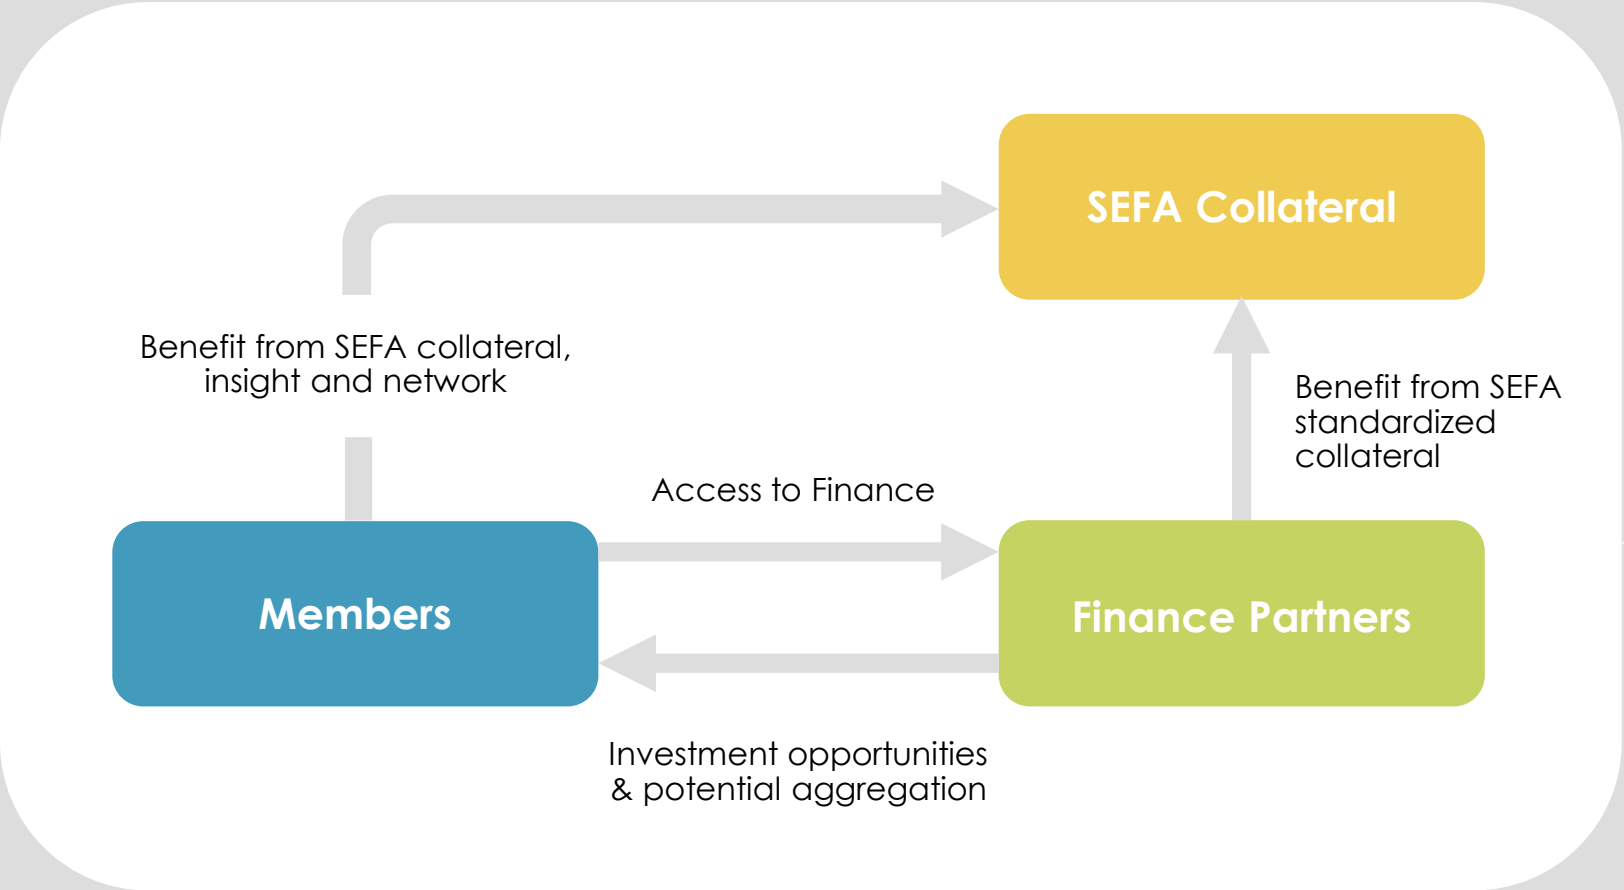 SEFA Collateral
Benefit from SEFA collateral,
insight and network
Benefit from SEFA
standardized
collateral
Access to Finance
Members
Finance Partners
Investment opportunities
& potential aggregation